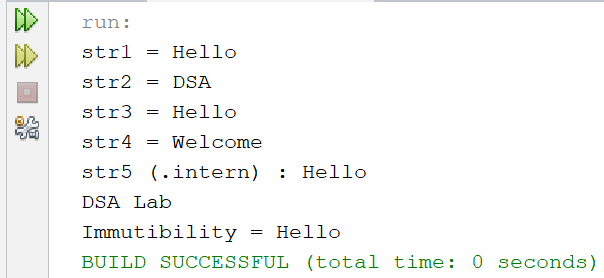 run:
str1 = Hello
str2 = DSA
str3 = Hello
str4 = Welcome
str5 (.intern) : Hello
DSA Lab
Immutibility = Hello
BUILD SUCCESSFUL (total time: 0 seconds)